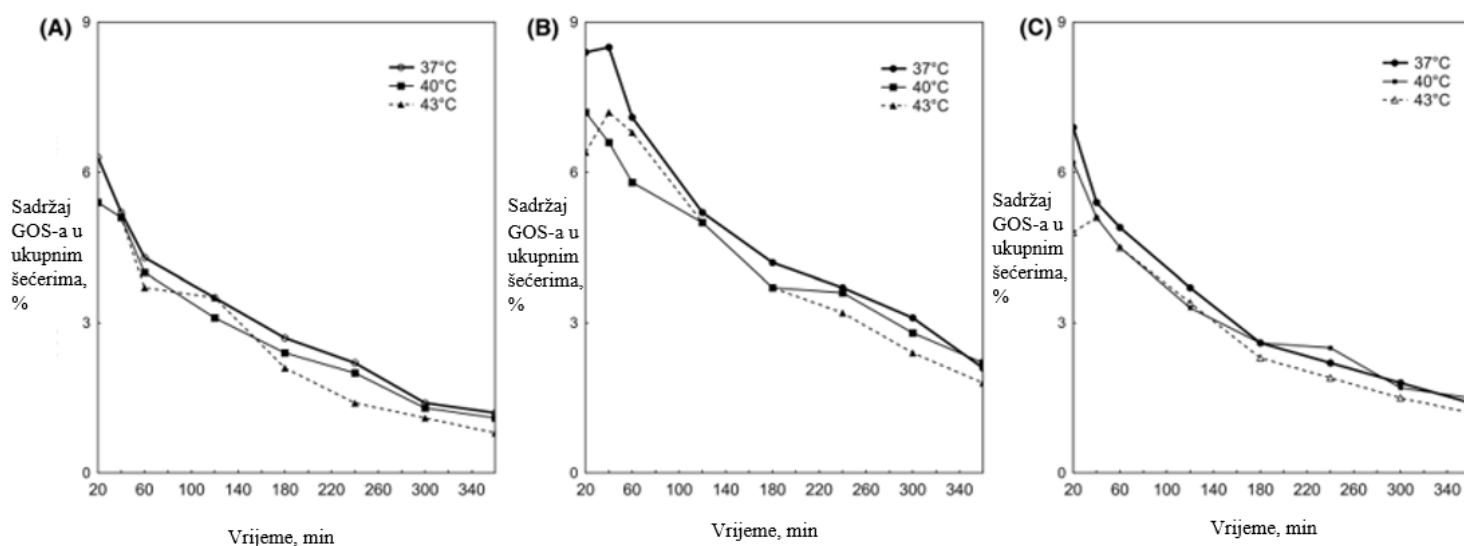 (A)
9
6
3
0
37°C
40°C
43°C
Sadržaj
GOS-a u
ukupnim
šećerima,
%
20 60 100 140 180 220 260 300 340
Vrijeme, min
(B)
9
6
3
0
37°C
40°C
43°C
Sadržaj
GOS-a u
ukupnim
šećerima,
%
20 60 100 140 180 220 260 300 340
Vrijeme, min
(C)
9
6
3
0
37°C
40°C
43°C
Sadržaj
GOS-a u
ukupnim
šećerima,
%
20 60 100 140 180 220 260 300 340
Vrijeme, min